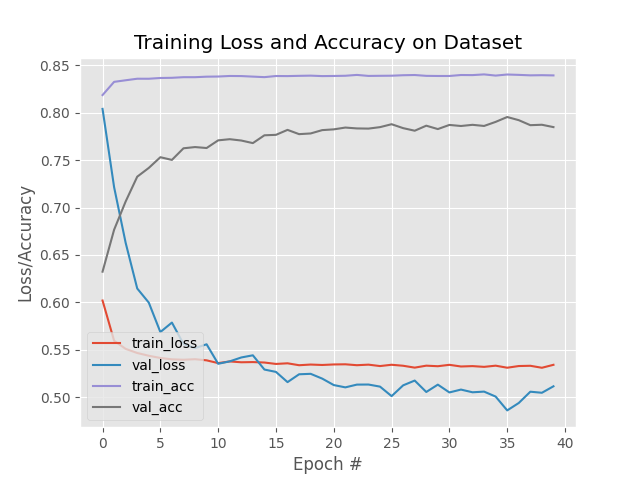 Training Loss and Accuracy on Dataset
Loss/Accuracy
0.85
0.80
0.75
0.70
0.65
0.60
0.55
0.50
train_loss
val_loss
train_acc
val_acc
0 5 10 15 20 25 30 35 40
Epoch #